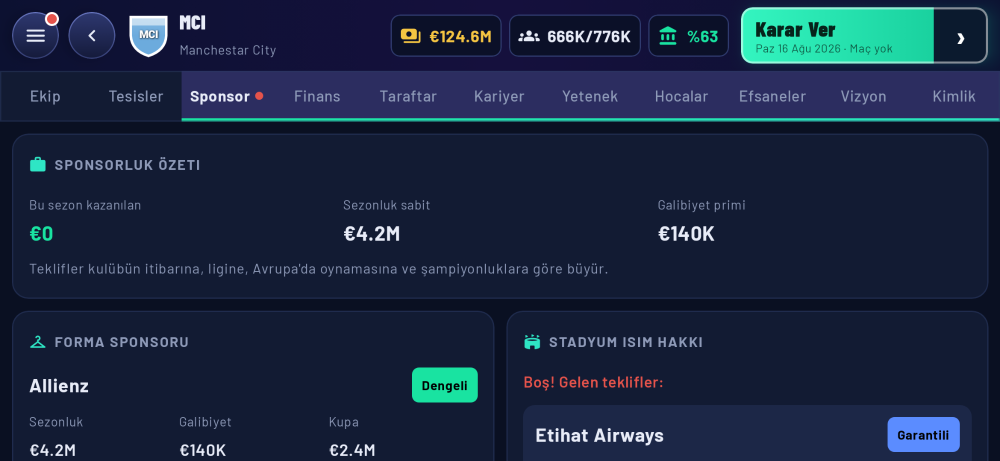 MCI
MCI
Manchestar City
€124.6M
666K/776K
%63
Karar Ver
Paz 16 Ağu 2026 · Maç yok
›
Ekip
Tesisler
Sponsor
Finans
Taraftar
Kariyer
Yetenek
Hocalar
Efsaneler
Vizyon
Kimlik
SPONSORLUK ÖZETI
Bu sezon kazanılan
Sezonluk sabit
Galibiyet primi
€0
€4.2M
€140K
Teklifler kulübün itibarına, ligine, Avrupa'da oynamasına ve şampiyonluklara göre büyür.
FORMA SPONSORU
Allienz
Dengeli
Sezonluk
Galibiyet
Kupa
€4.2M
€140K
€2.4M
STADYUM ISIM HAKKI
Boş! Gelen teklifler:
Etihat Airways
Garantili